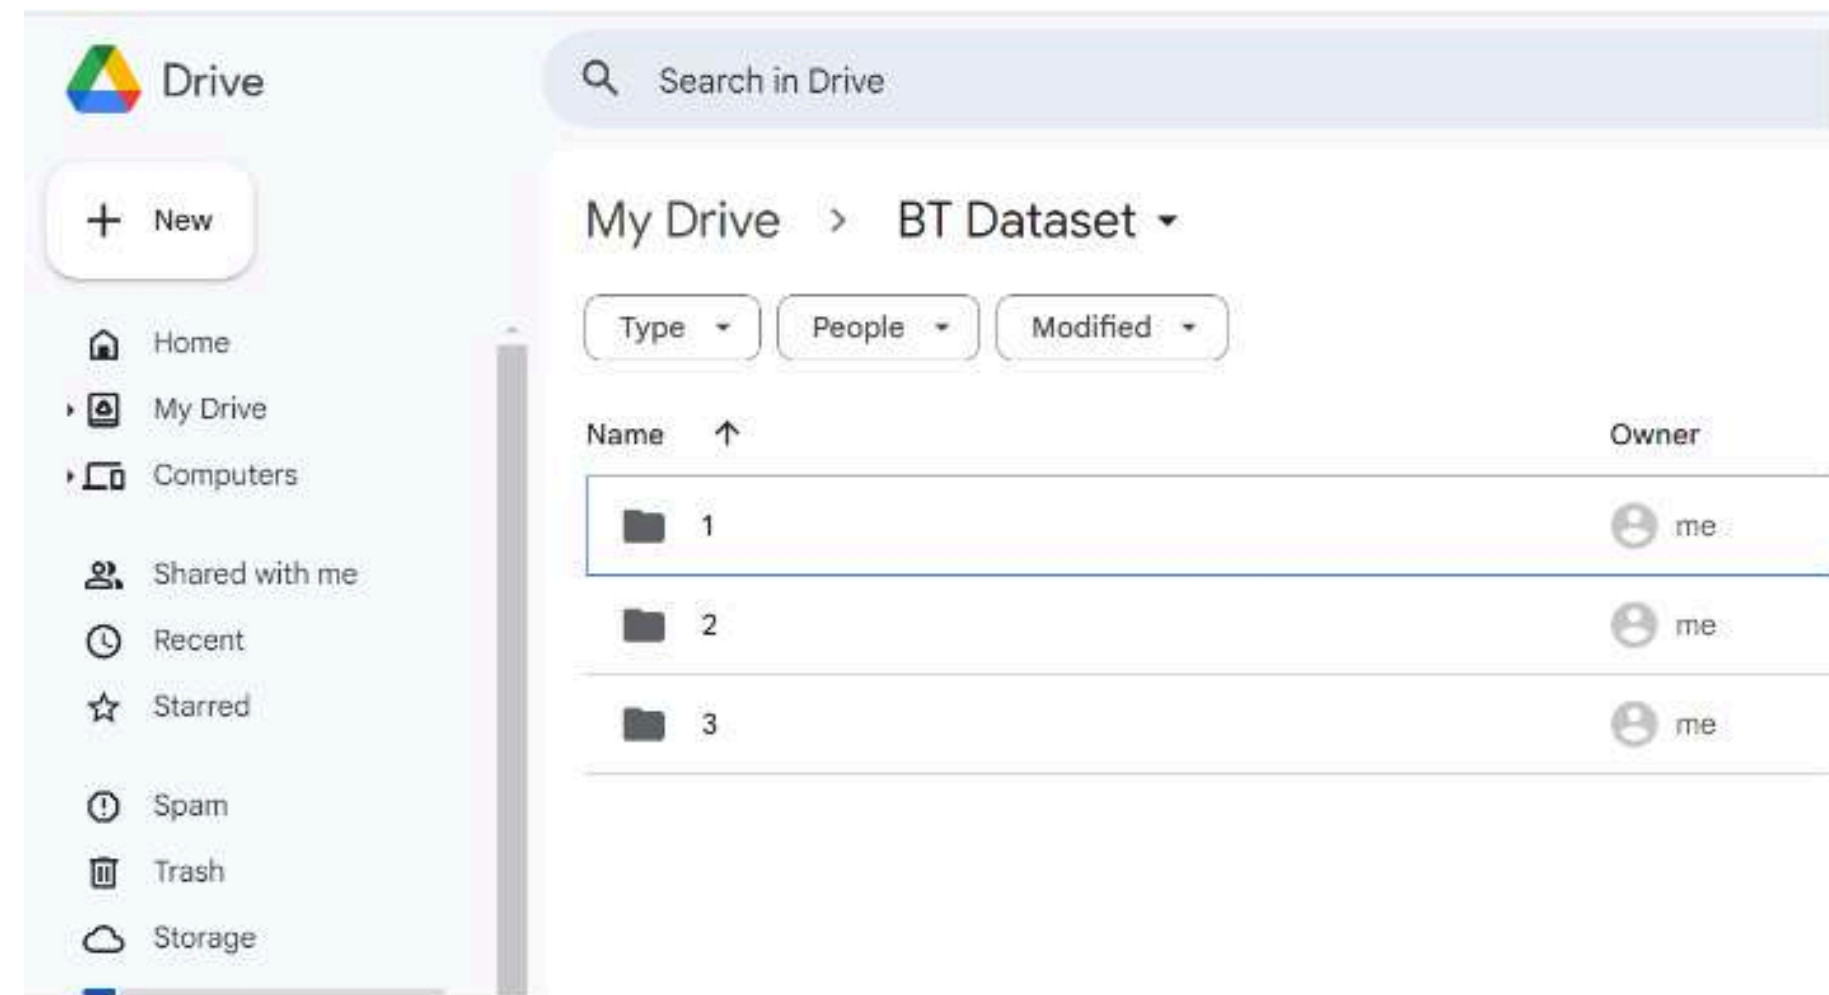 Drive
Search in Drive
New
My Drive > BT Dataset
Type People Modified
Home
My Drive
Computers
Shared with me
Recent
Starred
Spam
Trash
Storage
Name Owner
1 me
2 me
3 me